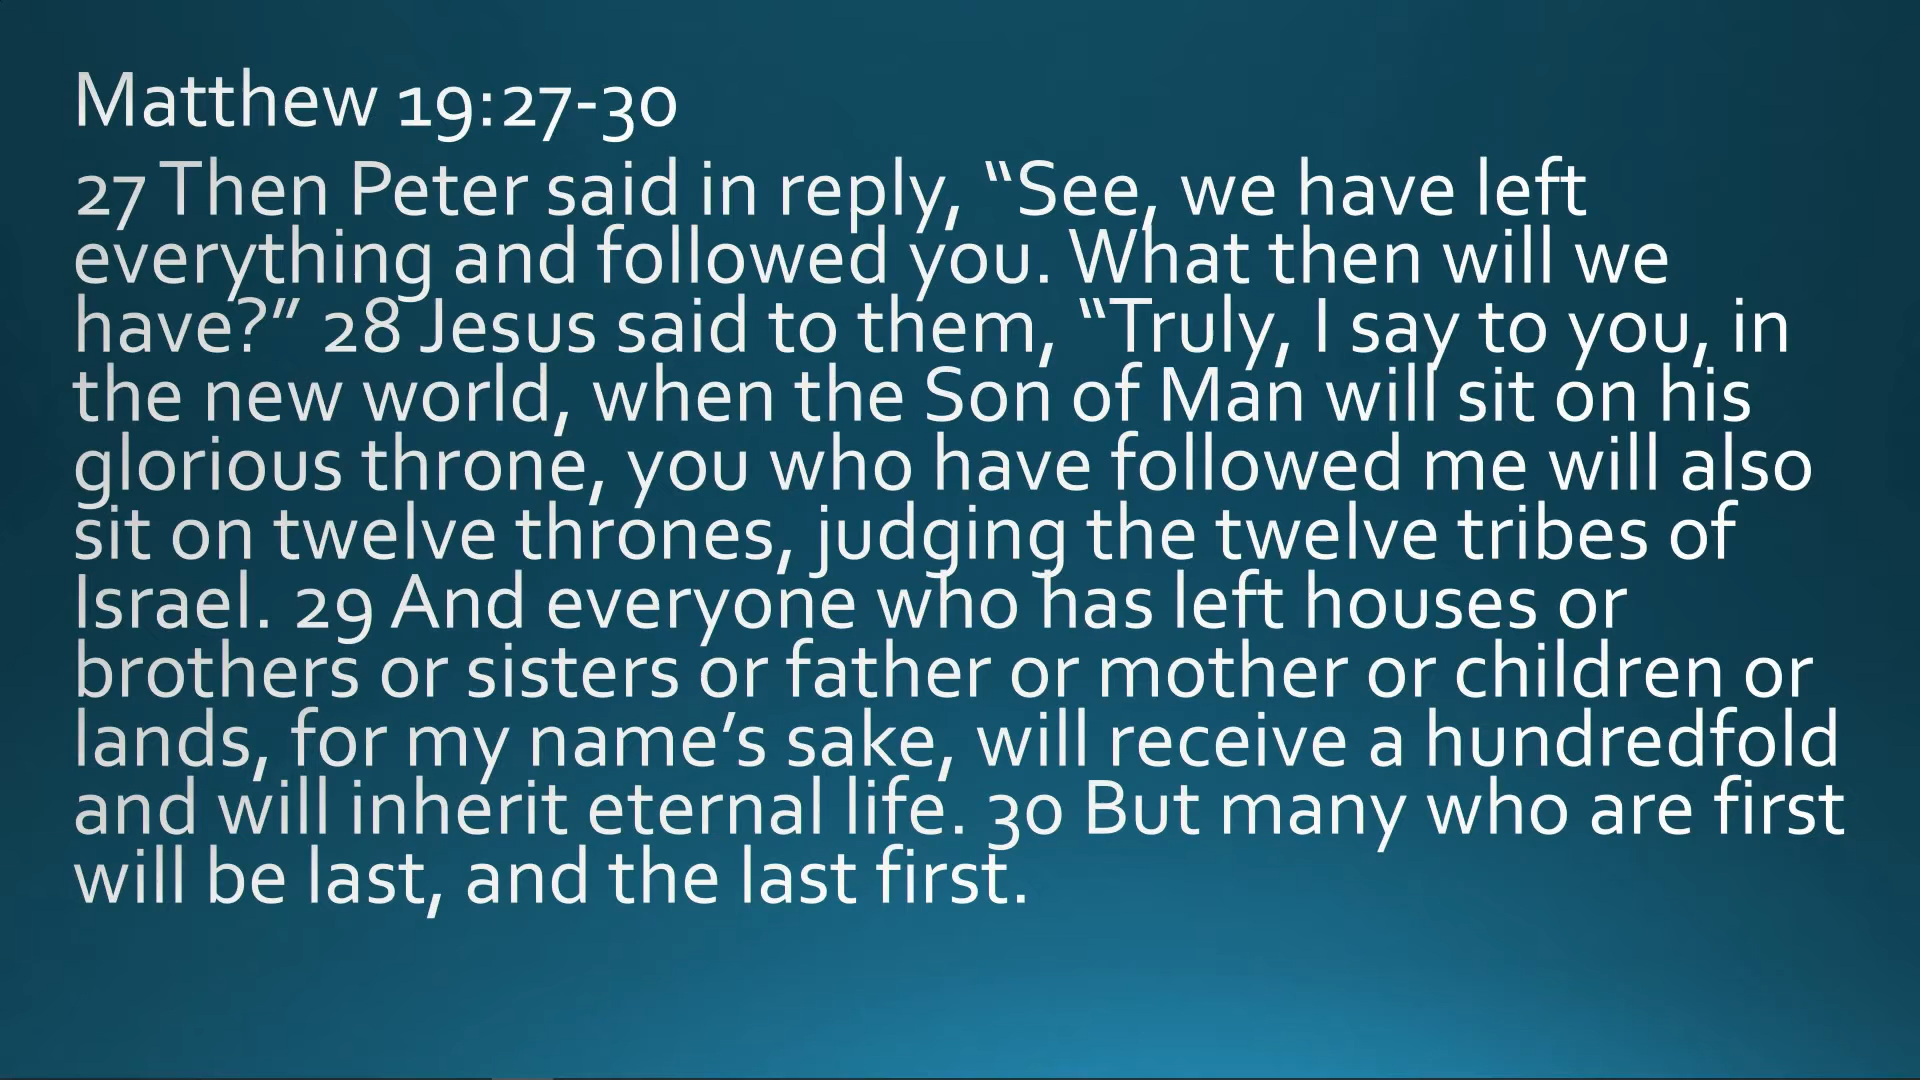 Matthew 19:27-30
27 Then Peter said in reply, “See, we have left
everything and followed you. What then will we
have?” 28 Jesus said to them, “Truly, I say to you, in
the new world, when the Son of Man will sit on his
glorious throne, you who have followed me will also
sit on twelve thrones, judging the twelve tribes of
Israel. 29 And everyone who has left houses or
brothers or sisters or father or mother or children or
lands, for my name’s sake, will receive a hundredfold
and will inherit eternal life. 30 But many who are first
will be last, and the last first.